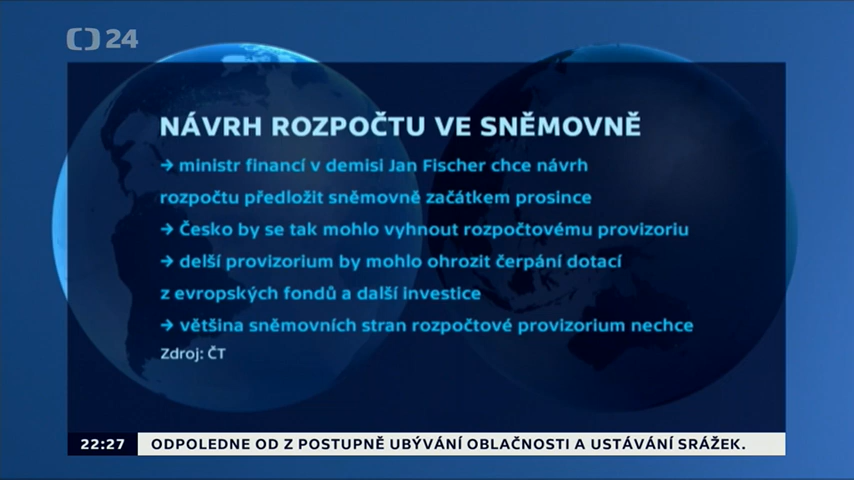 24
NÁVRH ROZPOČTU VE SNĚMOVNĚ
→ ministr financí v demisi Jan Fischer chce návrh
rozpočtu předložit sněmovně začátkem prosince
→ Česko by se tak mohlo vyhnout rozpočtovému provizoriu
→ delší provizorium by mohlo ohrozit čerpání dotací
z evropských fondů a další investice
→ většina sněmovních stran rozpočtové provizorium nechce
Zdroj: ČT
22:27 ODPOLEDNE OD Z POSTUPNĚ UBÝVÁNÍ OBLAČNOSTI A USTÁVÁNÍ SRÁŽEK.